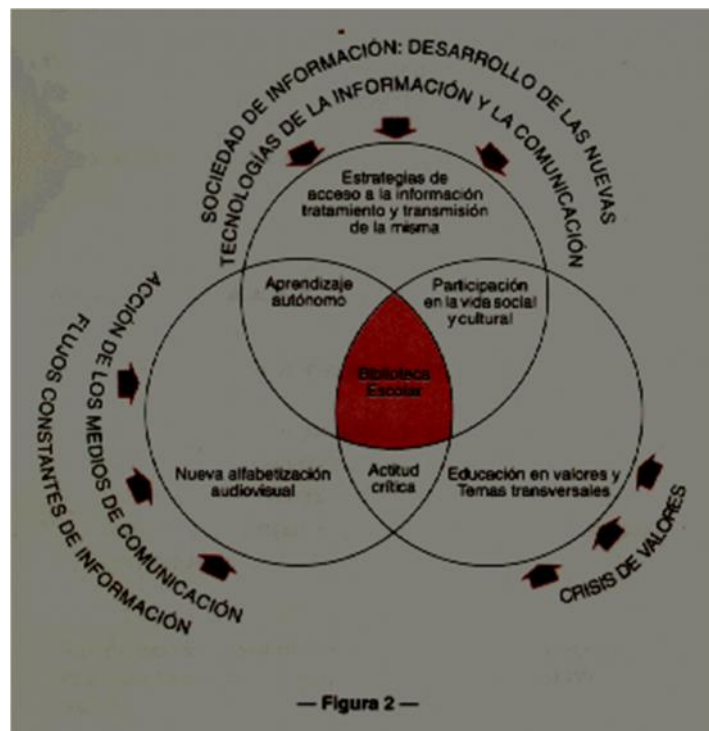 SOCIEDAD DE INFORMACIÓN: DESARROLLO DE LAS NUEVAS
TECNOLOGÍAS DE LA INFORMACIÓN Y LA COMUNICACIÓN
Estrategias de
acceso a la información
tratamiento y transmisión
de la misma
Aprendizaje
autónomo
Participación
en la vida social
y cultural
ACCIÓN DE LOS MEDIOS DE COMUNICACIÓN
FLUJOS CONSTANTES DE INFORMACIÓN
Biblioteca
Escolar
Nueva alfabetización
audiovisual
Actitud
crítica
Educación en valores y
Temas transversales
CRISIS DE VALORES
— Figura 2 —